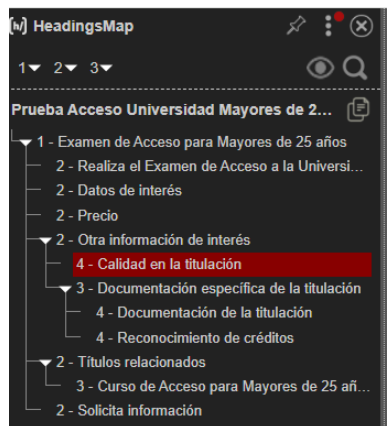 HeadingsMap
1 2 3
Prueba Acceso Universidad Mayores de 2...
1 - Examen de Acceso para Mayores de 25 años
2 - Realiza el Examen de Acceso a la Universi...
2 - Datos de interés
2 - Precio
2 - Otra información de interés
4 - Calidad en la titulación
3 - Documentación específica de la titulación
4 - Documentación de la titulación
4 - Reconocimiento de créditos
2 - Títulos relacionados
3 - Curso de Acceso para Mayores de 25 añ...
2 - Solicita información